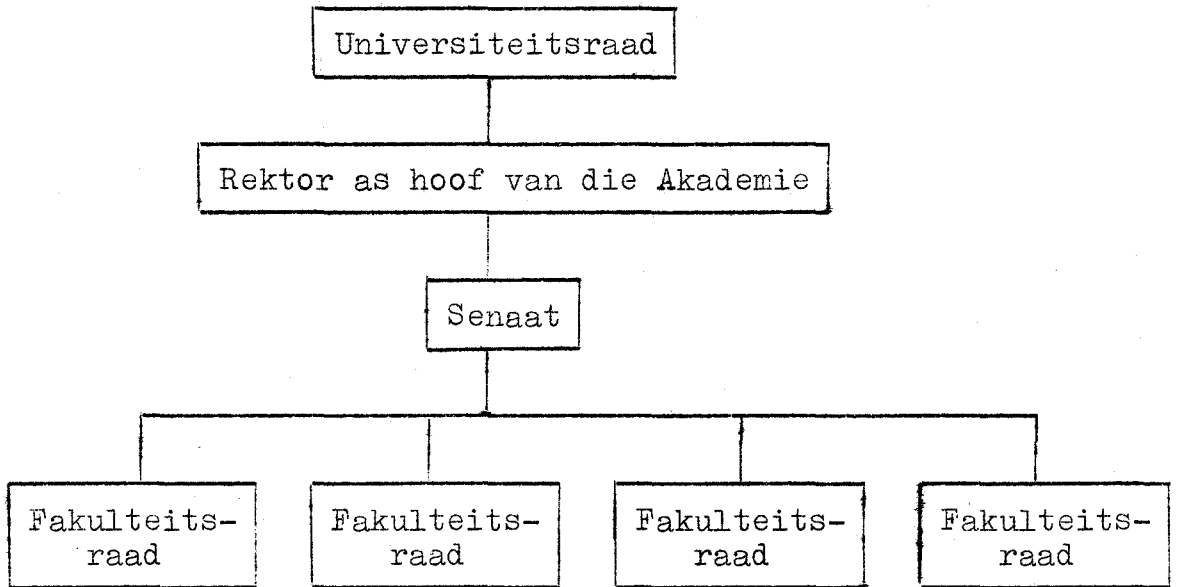 Universiteitsraad
Rektor as hoof van die Akademie
Senaat
Fakulteits-
raad
Fakulteits-
raad
Fakulteits-
raad
Fakulteits-
raad